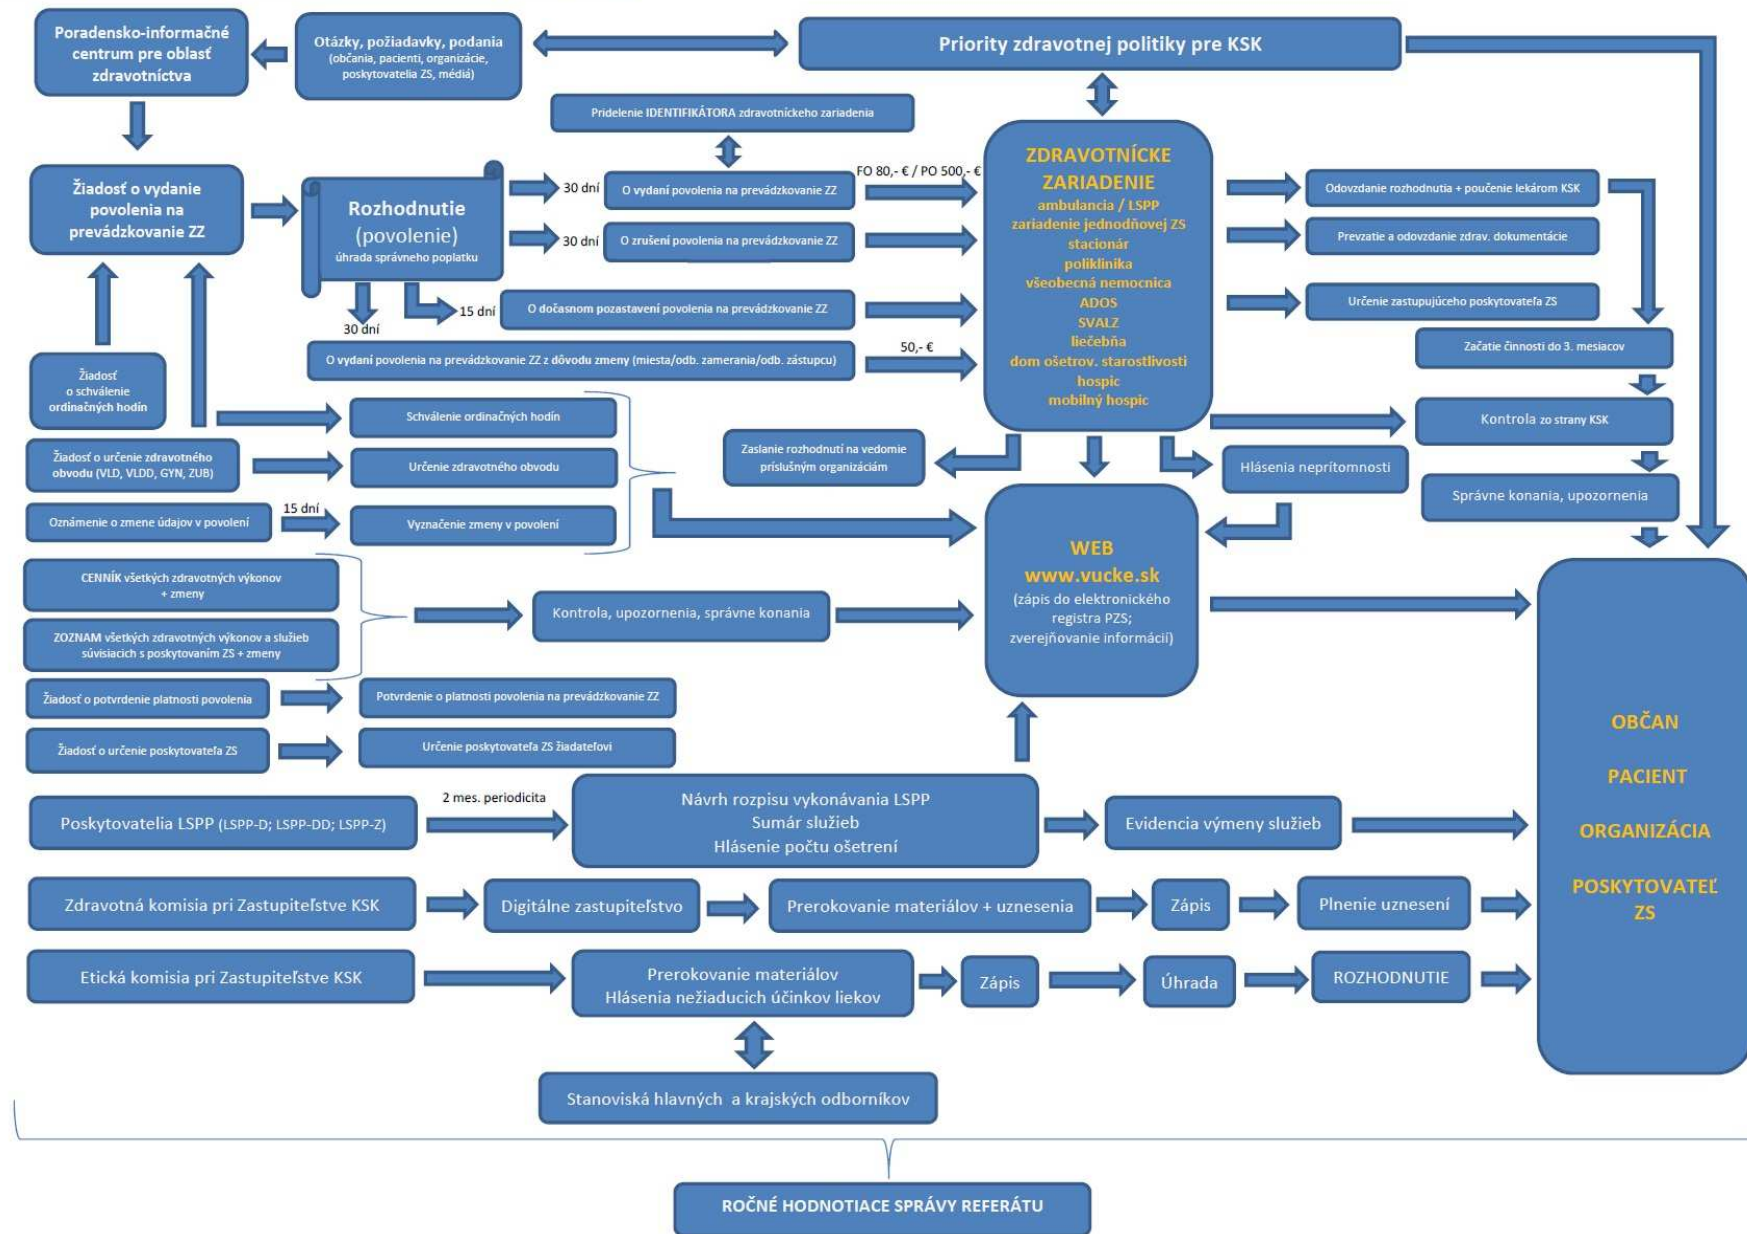 Poradensko-informačné
centrum pre oblasť
zdravotníctva
Otázky, požiadavky, podania
(občania, pacienti, organizácie,
poskytovatelia ZS, médiá)
Priority zdravotnej politiky pre KSK
Pridelenie IDENTIFIKÁTORA zdravotníckeho zariadenia
Žiadosť o vydanie
povolenia na
prevádzkovanie ZZ
Rozhodnutie
(povolenie)
úhrada správneho poplatku
30 dní
O vydaní povolenia na prevádzkovanie ZZ
FO 80,- € / PO 500,- €
30 dní
O zrušení povolenia na prevádzkovanie ZZ
15 dní
O dočasnom pozastavení povolenia na prevádzkovanie ZZ
30 dní
O vydaní povolenia na prevádzkovanie ZZ z dôvodu zmeny (miesta/odb. zamerania/odb. zástupcu)
50,- €
ZDRAVOTNÍCKE
ZARIADENIE
ambulancia / LSPP
zariadenie jednodňovej ZS
stacionár
poliklinika
všeobecná nemocnica
ADOS
SVALZ
liečebňa
dom ošetrov. starostlivosti
hospic
mobilný hospic
Odovzdanie rozhodnutia + poučenie lekárom KSK
Prevzatie a odovzdanie zdrav. dokumentácie
Určenie zastupujúceho poskytovateľa ZS
Začatie činnosti do 3. mesiacov
Kontrola zo strany KSK
Správne konania, upozornenia
Žiadosť
o schválenie
ordinačných hodín
Schválenie ordinačných hodín
Žiadosť o určenie zdravotného
obvodu (VLD, VLDD, GYN, ZUB)
Určenie zdravotného obvodu
Oznámenie o zmene údajov v povolení
15 dní
Vyznačenie zmeny v povolení
Zaslanie rozhodnutí na vedomie
príslušným organizáciám
Hlásenia neprítomnosti
WEB
www.vucke.sk
(zápis do elektronického
registra PZS;
zverejňovanie informácií)
CENNÍK všetkých zdravotných výkonov
+ zmeny
ZOZNAM všetkých zdravotných výkonov a služieb
súvisiacich s poskytovaním ZS + zmeny
Kontrola, upozornenia, správne konania
Žiadosť o potvrdenie platnosti povolenia
Potvrdenie o platnosti povolenia na prevádzkovanie ZZ
Žiadosť o určenie poskytovateľa ZS
Určenie poskytovateľa ZS žiadateľovi
Poskytovatelia LSPP (LSPP-D; LSPP-DD; LSPP-Z)
2 mes. periodicita
Návrh rozpisu vykonávania LSPP
Sumár služieb
Hlásenie počtu ošetrení
Evidencia výmeny služieb
Zdravotná komisia pri Zastupiteľstve KSK
Digitálne zastupiteľstvo
Prerokovanie materiálov + uznesenia
Zápis
Plnenie uznesení
Etická komisia pri Zastupiteľstve KSK
Prerokovanie materiálov
Hlásenia nežiaducich účinkov liekov
Zápis
Úhrada
ROZHODNUTIE
Stanoviská hlavných a krajských odborníkov
OBČAN
PACIENT
ORGANIZÁCIA
POSKYTOVATEĽ
ZS
ROČNÉ HODNOTIACE SPRÁVY REFERÁTU